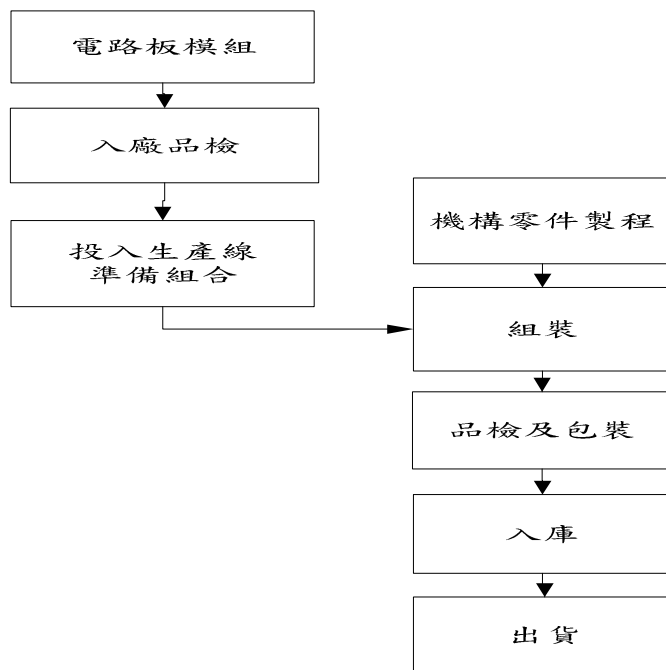 電路板模組
入廠品檢
投入生產線
準備組合
機構零件製程
組裝
品檢及包裝
入庫
出貨